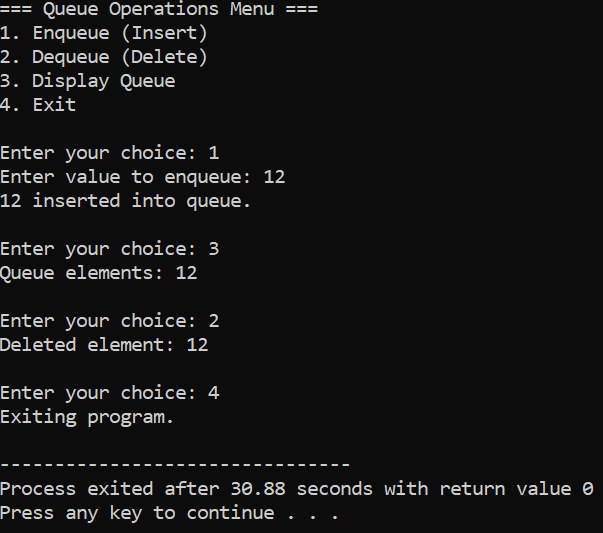 === Queue Operations Menu ===
1. Enqueue (Insert)
2. Dequeue (Delete)
3. Display Queue
4. Exit
Enter your choice: 1
Enter value to enqueue: 12
12 inserted into queue.
Enter your choice: 3
Queue elements: 12
Enter your choice: 2
Deleted element: 12
Enter your choice: 4
Exiting program.
--------------------------------
Process exited after 30.88 seconds with return value 0
Press any key to continue . . .